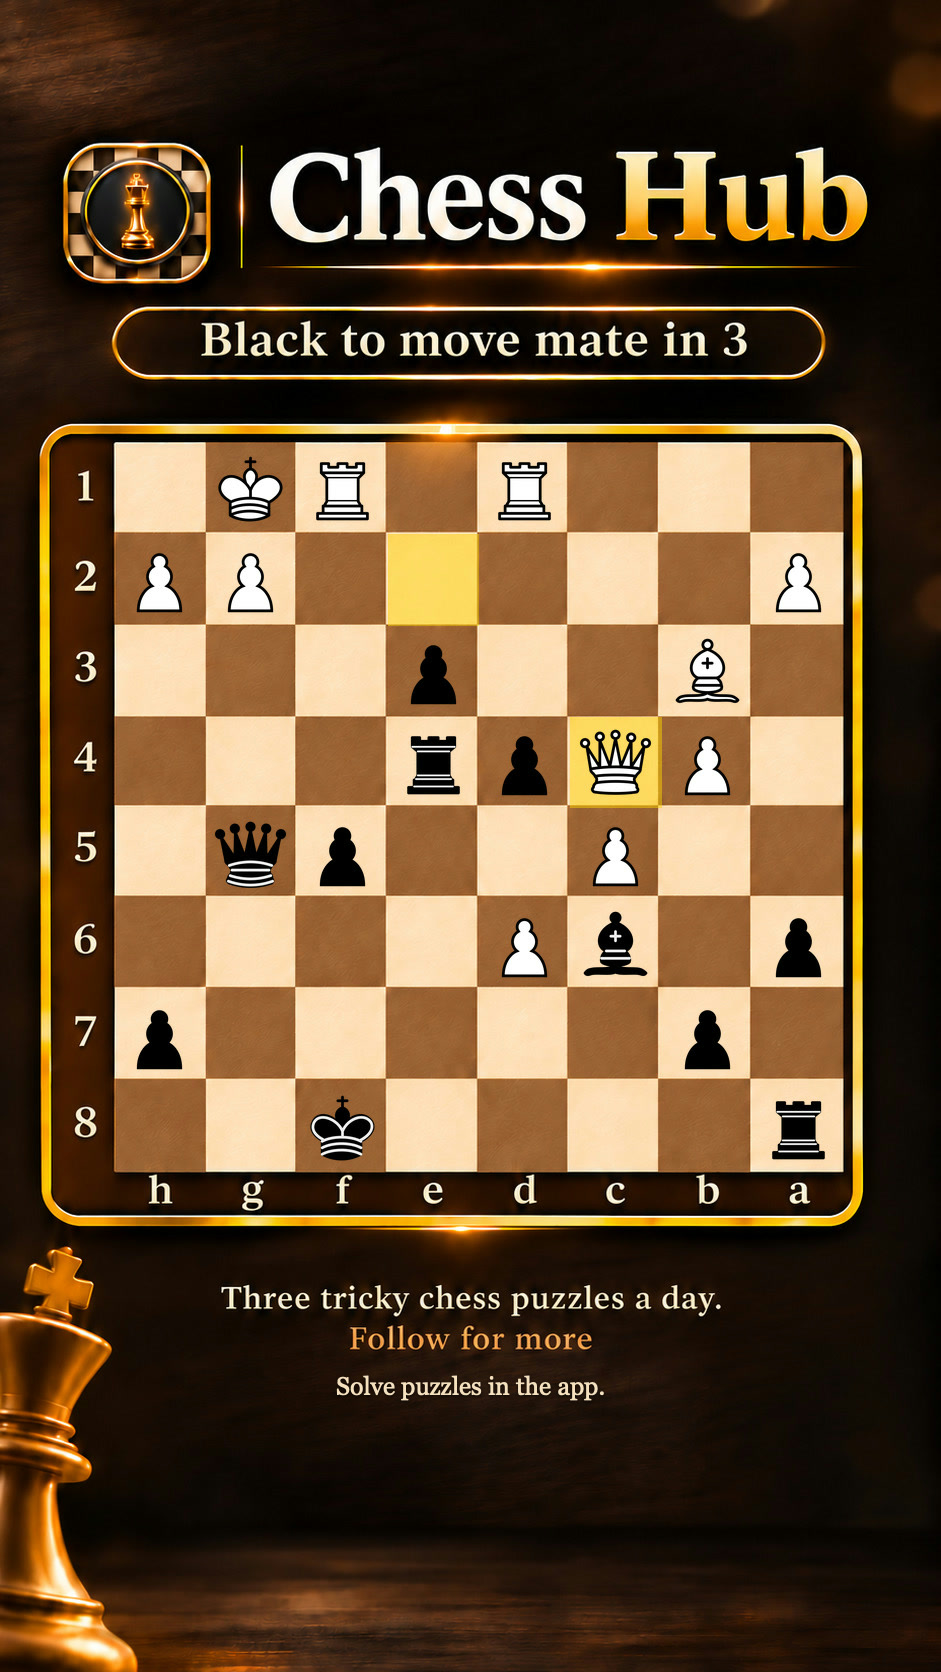 Chess Hub
Black to move mate in 3
1
2
3
4
5
6
7
8
h g f e d c b a
Three tricky chess puzzles a day.
Follow for more
Solve puzzles in the app.